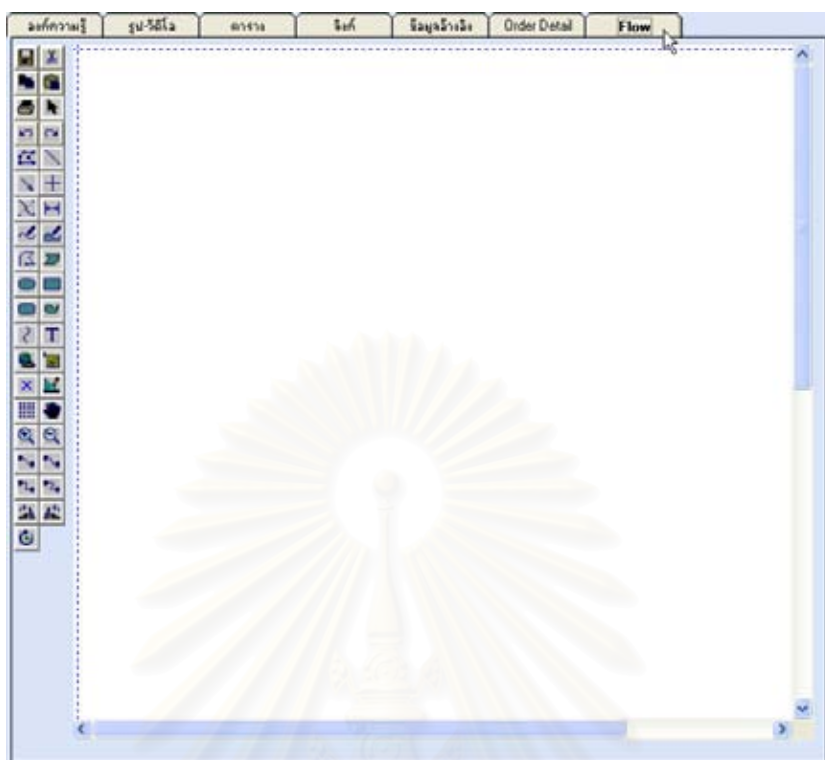 องค์ความรู้ รูป-วิดีโอ ตาราง ลิงก์ ข้อมูลอ้างอิง Order Detail Flow
T